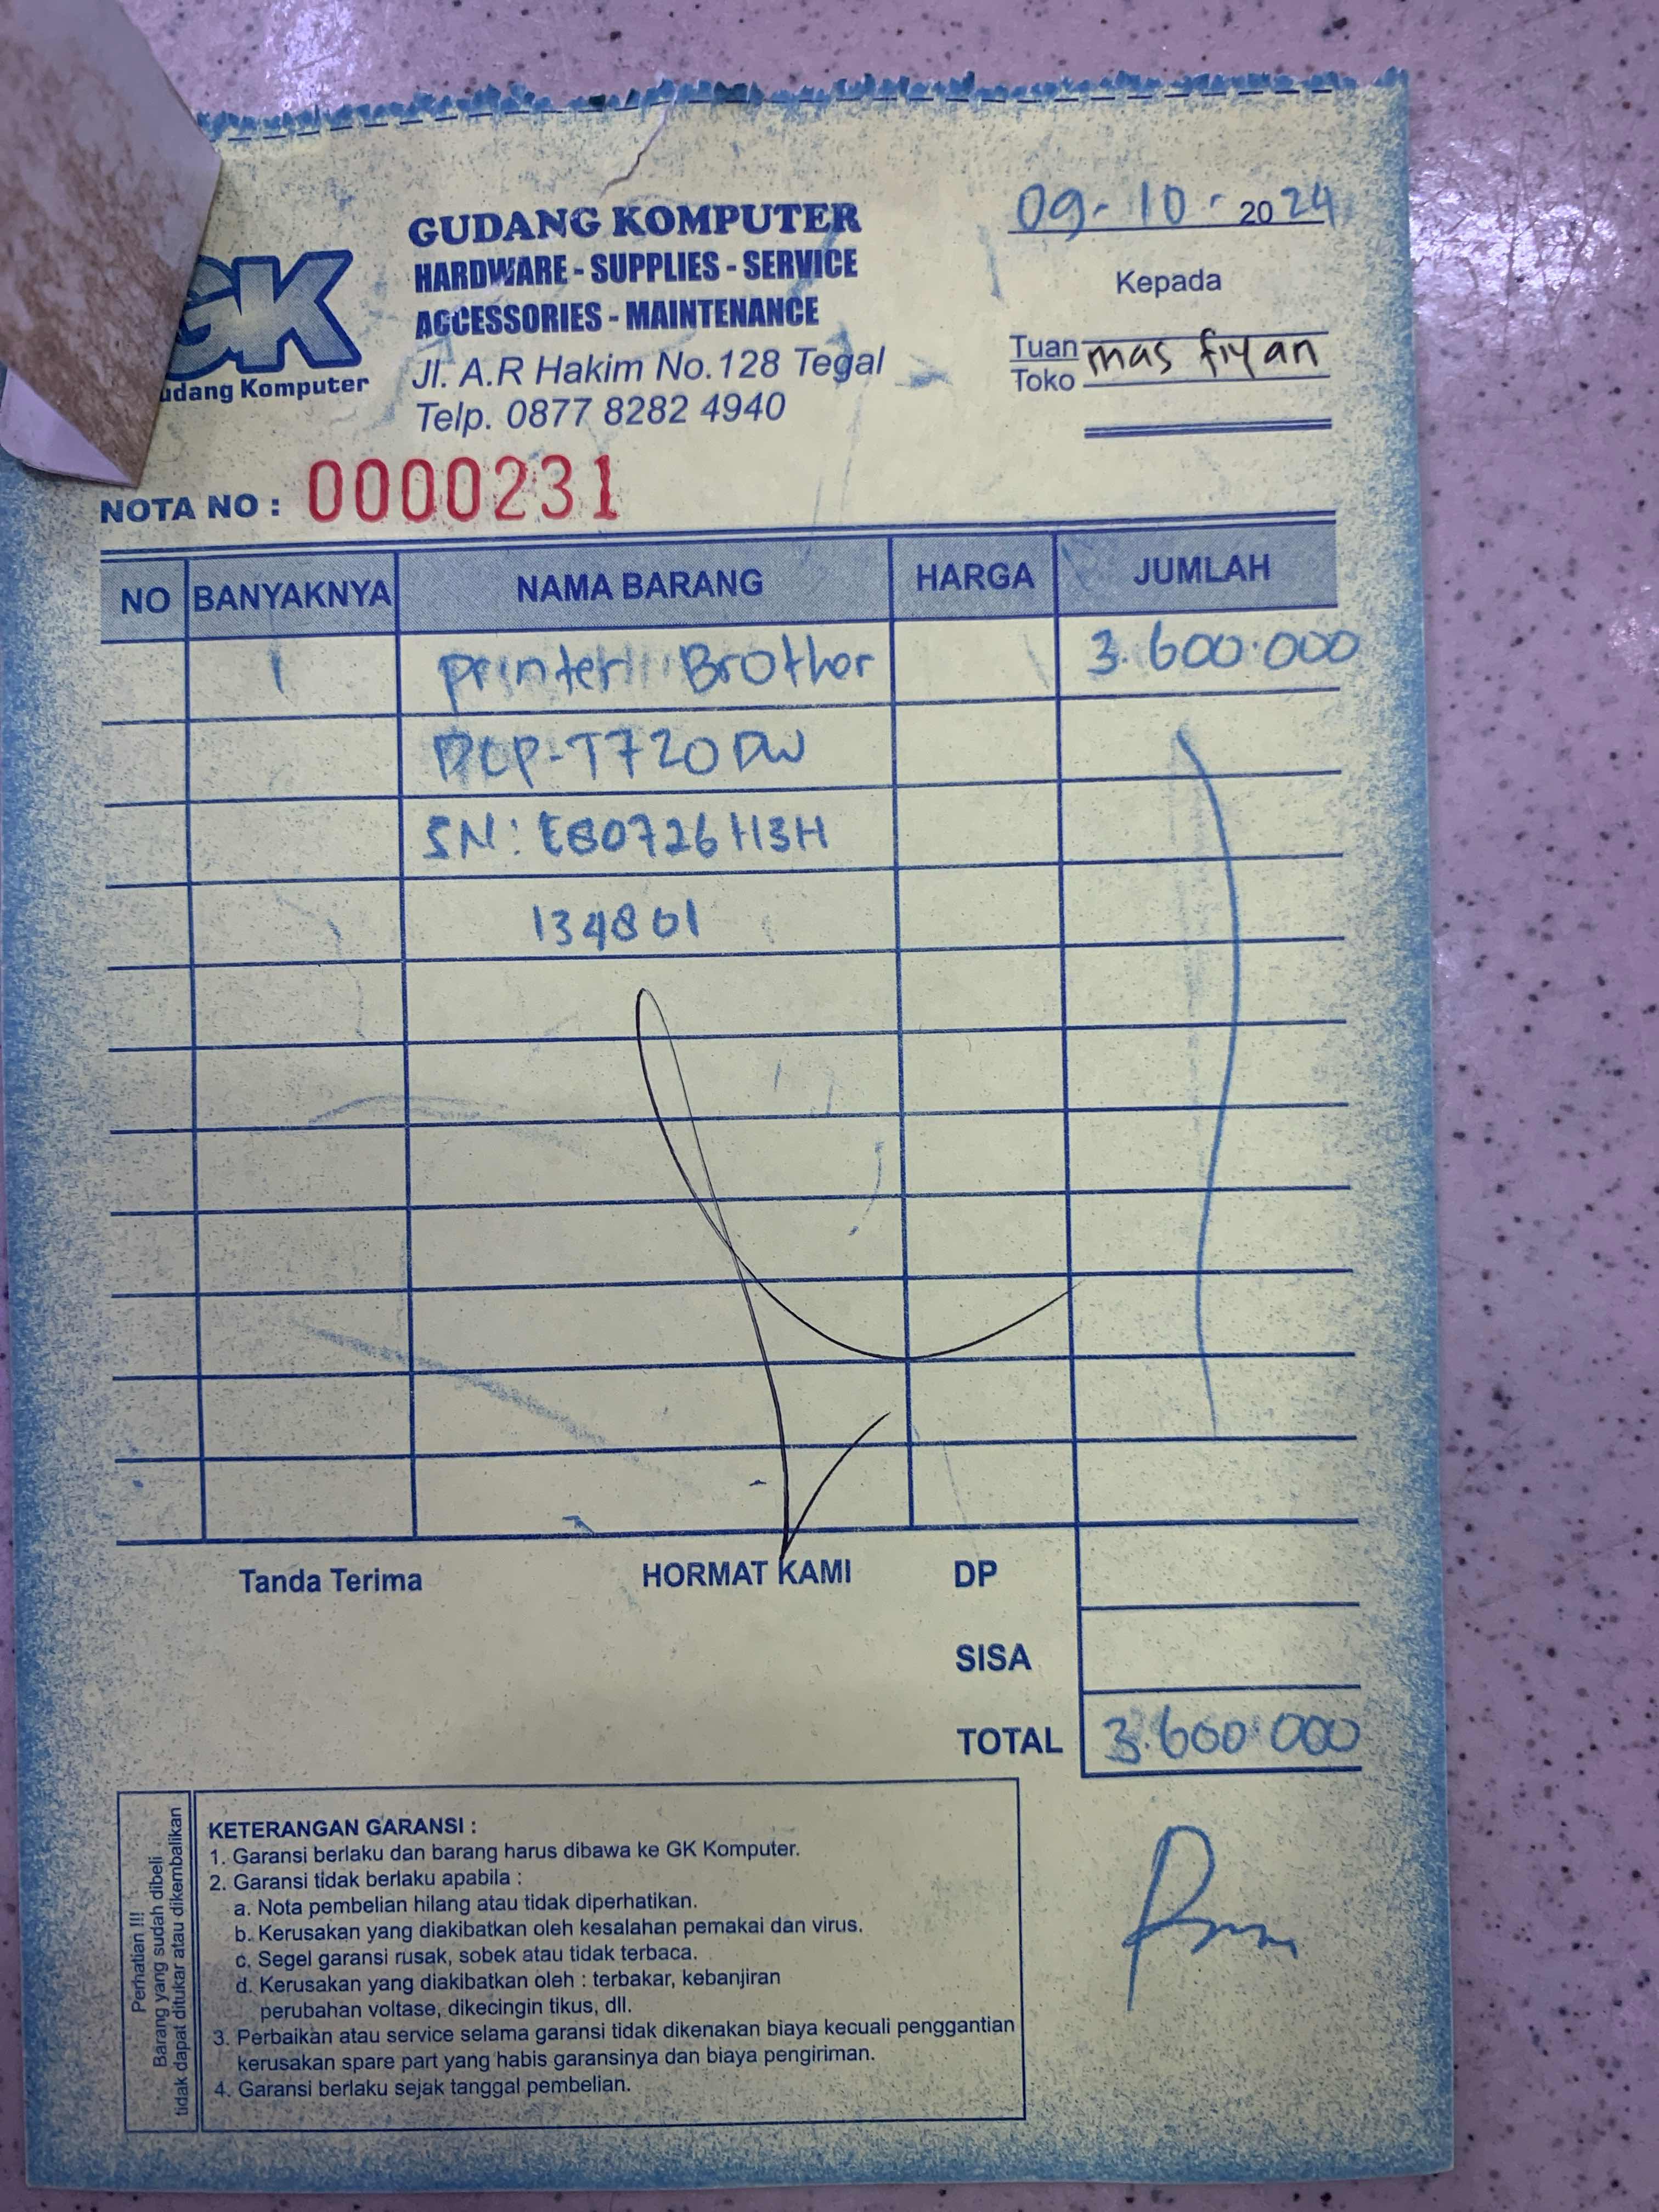 GK
udang Komputer
GUDANG KOMPUTER
HARDWARE - SUPPLIES - SERVICE
ACCESSORIES - MAINTENANCE
Jl. A.R Hakim No.128 Tegal
Telp. 0877 8282 4940
09-10-2024
Kepada
Tuan mas fiyan
Toko
NOTA NO : 0000231
NO BANYAKNYA NAMA BARANG HARGA JUMLAH
1 printer Brother 3.600.000
DCP-T720DW
SN: E80726H3H
134801
Tanda Terima HORMAT KAMI DP
SISA
TOTAL 3.600.000
Perhatian !!!
Barang yang sudah dibeli
tidak dapat ditukar atau dikembalikan
KETERANGAN GARANSI :
1. Garansi berlaku dan barang harus dibawa ke GK Komputer.
2. Garansi tidak berlaku apabila :
a. Nota pembelian hilang atau tidak diperhatikan.
b. Kerusakan yang diakibatkan oleh kesalahan pemakai dan virus.
c. Segel garansi rusak, sobek atau tidak terbaca.
d. Kerusakan yang diakibatkan oleh : terbakar, kebanjiran
perubahan voltase, dikecingin tikus, dll.
3. Perbaikan atau service selama garansi tidak dikenakan biaya kecuali penggantian
kerusakan spare part yang habis garansinya dan biaya pengiriman.
4. Garansi berlaku sejak tanggal pembelian.